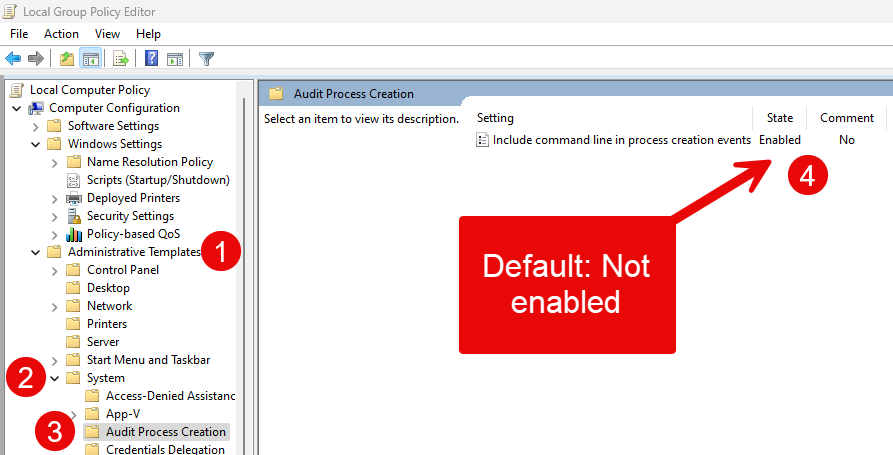 Local Group Policy Editor
File Action View Help
Local Computer Policy
Computer Configuration
Software Settings
Windows Settings
Name Resolution Policy
Scripts (Startup/Shutdown)
Deployed Printers
Security Settings
Policy-based QoS
Administrative Templates
1
Control Panel
Desktop
Network
Printers
Server
Start Menu and Taskbar
2
System
Access-Denied Assistanc
App-V
3
Audit Process Creation
Credentials Delegation
Audit Process Creation
Select an item to view its description.
Setting State Comment
Include command line in process creation events Enabled No
4
Default: Not
enabled